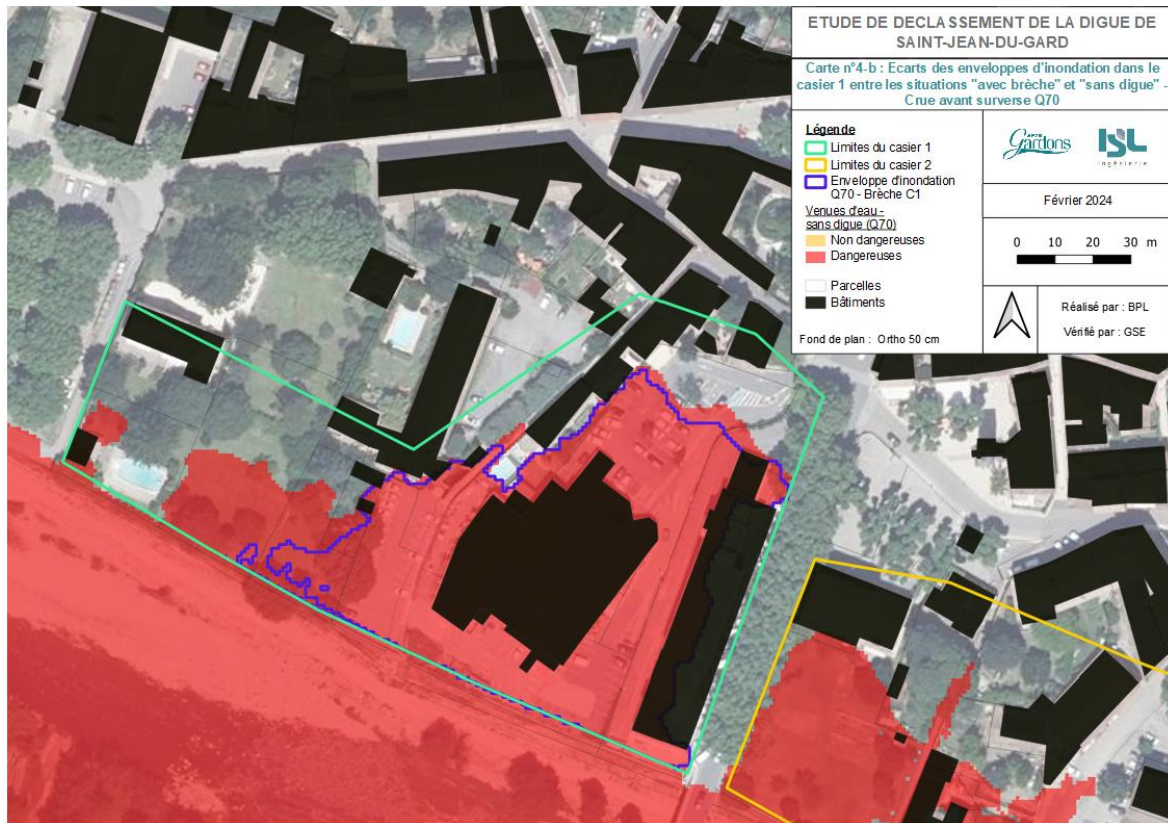 ETUDE DE DECLASSEMENT DE LA DIGUE DE
SAINT-JEAN-DU-GARD
Carte n°4-b : Ecarts des enveloppes d'inondation dans le
casier 1 entre les situations "avec brèche" et "sans digue" -
Crue avant surverse Q70
Légende
Limites du casier 1
Limites du casier 2
Enveloppe d'inondation
Q70 - Brèche C1
Venues d'eau -
sans digue (Q70)
Non dangereuses
Dangereuses
Parcelles
Bâtiments
Fond de plan : Ortho 50 cm
Gardons
ISL
Ingénierie
Février 2024
0 10 20 30 m
Réalisé par : BPL
Vérifié par : GSE